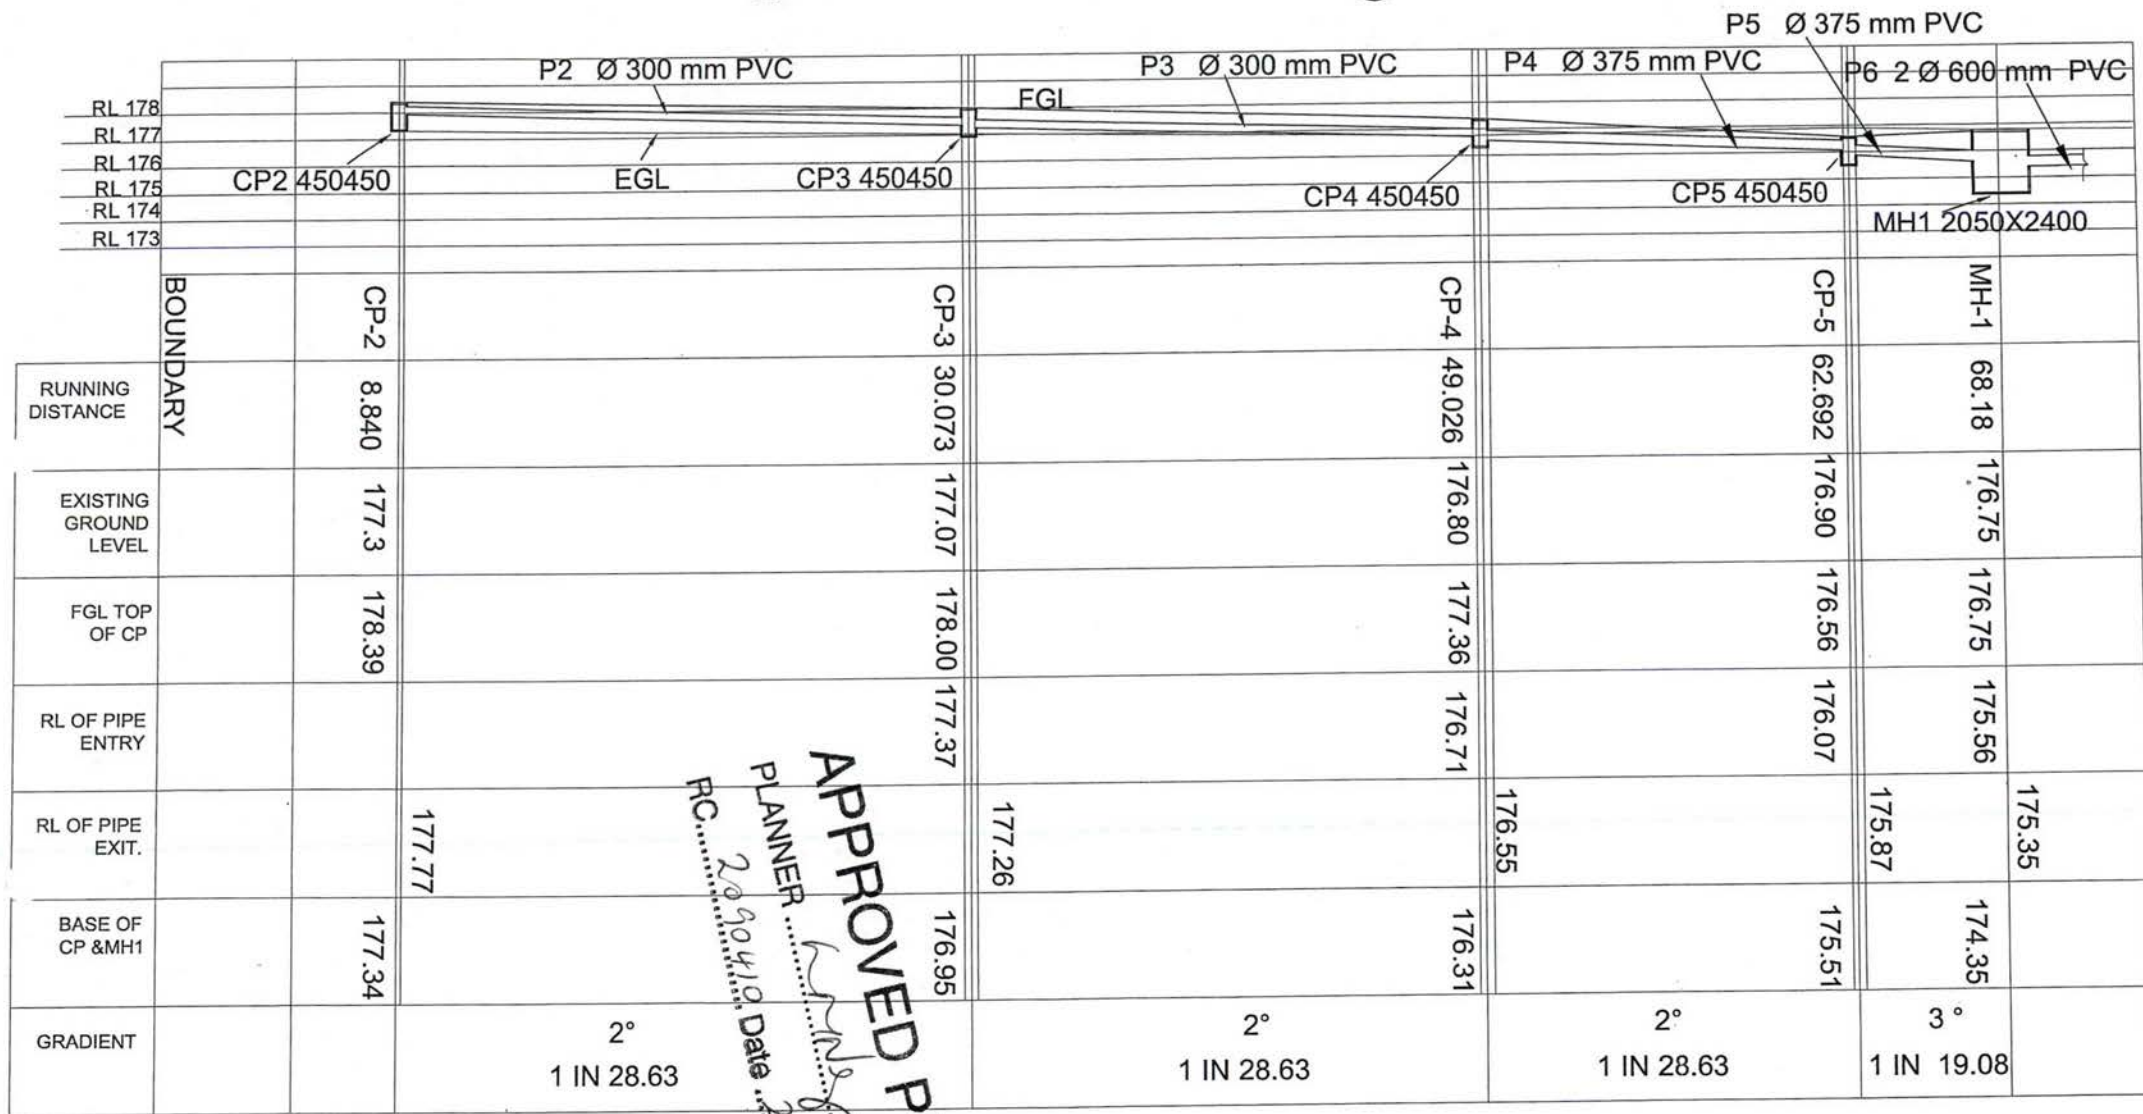 P5 Ø 375 mm PVC
P2 Ø 300 mm PVC
P3 Ø 300 mm PVC
P4 Ø 375 mm PVC
P6 2 Ø 600 mm PVC
FGL
RL 178
RL 177
RL 176
RL 175
RL 174
RL 173
CP2 450450
EGL
CP3 450450
CP4 450450
CP5 450450
MH1 2050X2400
BOUNDARY
CP-2
CP-3
CP-4
CP-5
MH-1
RUNNING
DISTANCE
8.840
30.073
49.026
62.692
68.18
EXISTING
GROUND
LEVEL
177.3
177.07
176.80
176.90
176.75
FGL TOP
OF CP
178.39
178.00
177.36
176.56
176.75
RL OF PIPE
ENTRY
177.37
176.71
176.07
175.56
RL OF PIPE
EXIT.
177.77
177.26
176.55
175.87
175.35
BASE OF
CP &MH1
177.34
176.95
176.31
175.51
174.35
GRADIENT
2°
1 IN 28.63
2°
1 IN 28.63
2°
1 IN 28.63
3 °
1 IN 19.08
APPROVED P
PLANNER
RC 2090410 Date